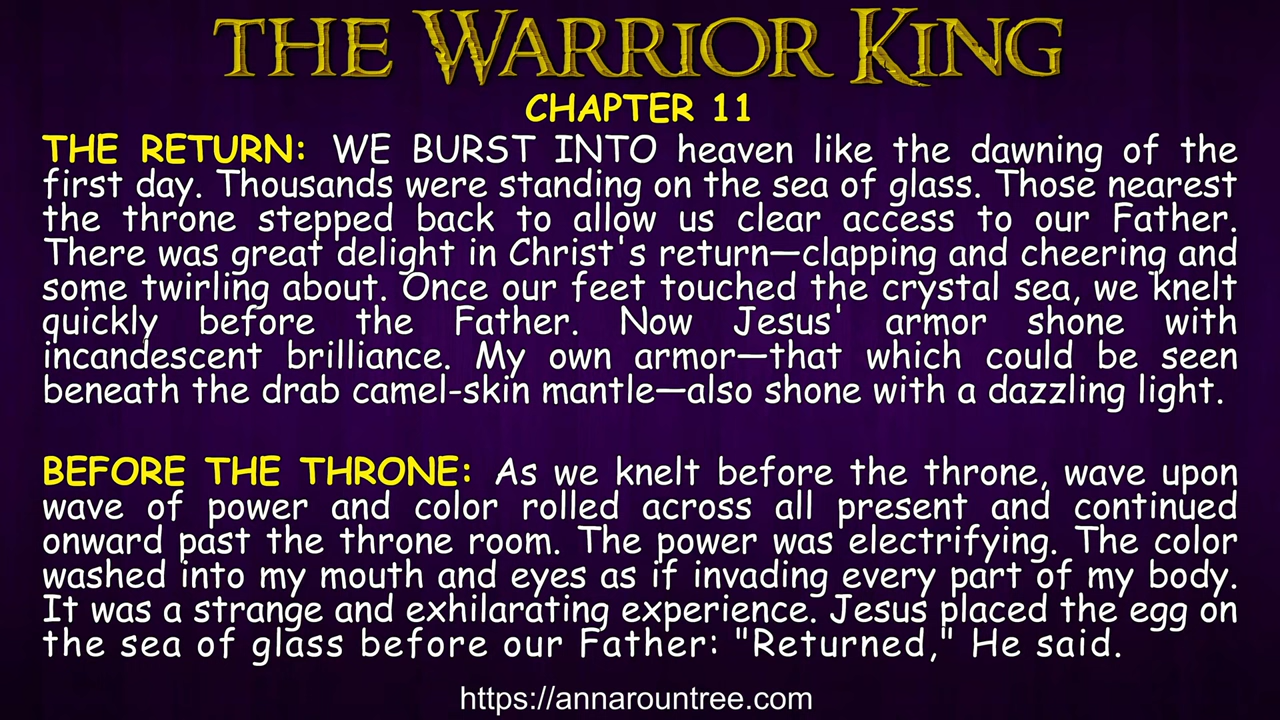 THE WARRIOR KING
CHAPTER 11
THE RETURN: WE BURST INTO heaven like the dawning of the
first day. Thousands were standing on the sea of glass. Those nearest
the throne stepped back to allow us clear access to our Father.
There was great delight in Christ's return—clapping and cheering and
some twirling about. Once our feet touched the crystal sea, we knelt
quickly before the Father. Now Jesus' armor shone with
incandescent brilliance. My own armor—that which could be seen
beneath the drab camel-skin mantle—also shone with a dazzling light.
BEFORE THE THRONE: As we knelt before the throne, wave upon
wave of power and color rolled across all present and continued
onward past the throne room. The power was electrifying. The color
washed into my mouth and eyes as if invading every part of my body.
It was a strange and exhilarating experience. Jesus placed the egg on
the sea of glass before our Father: "Returned," He said.
https://annarountree.com